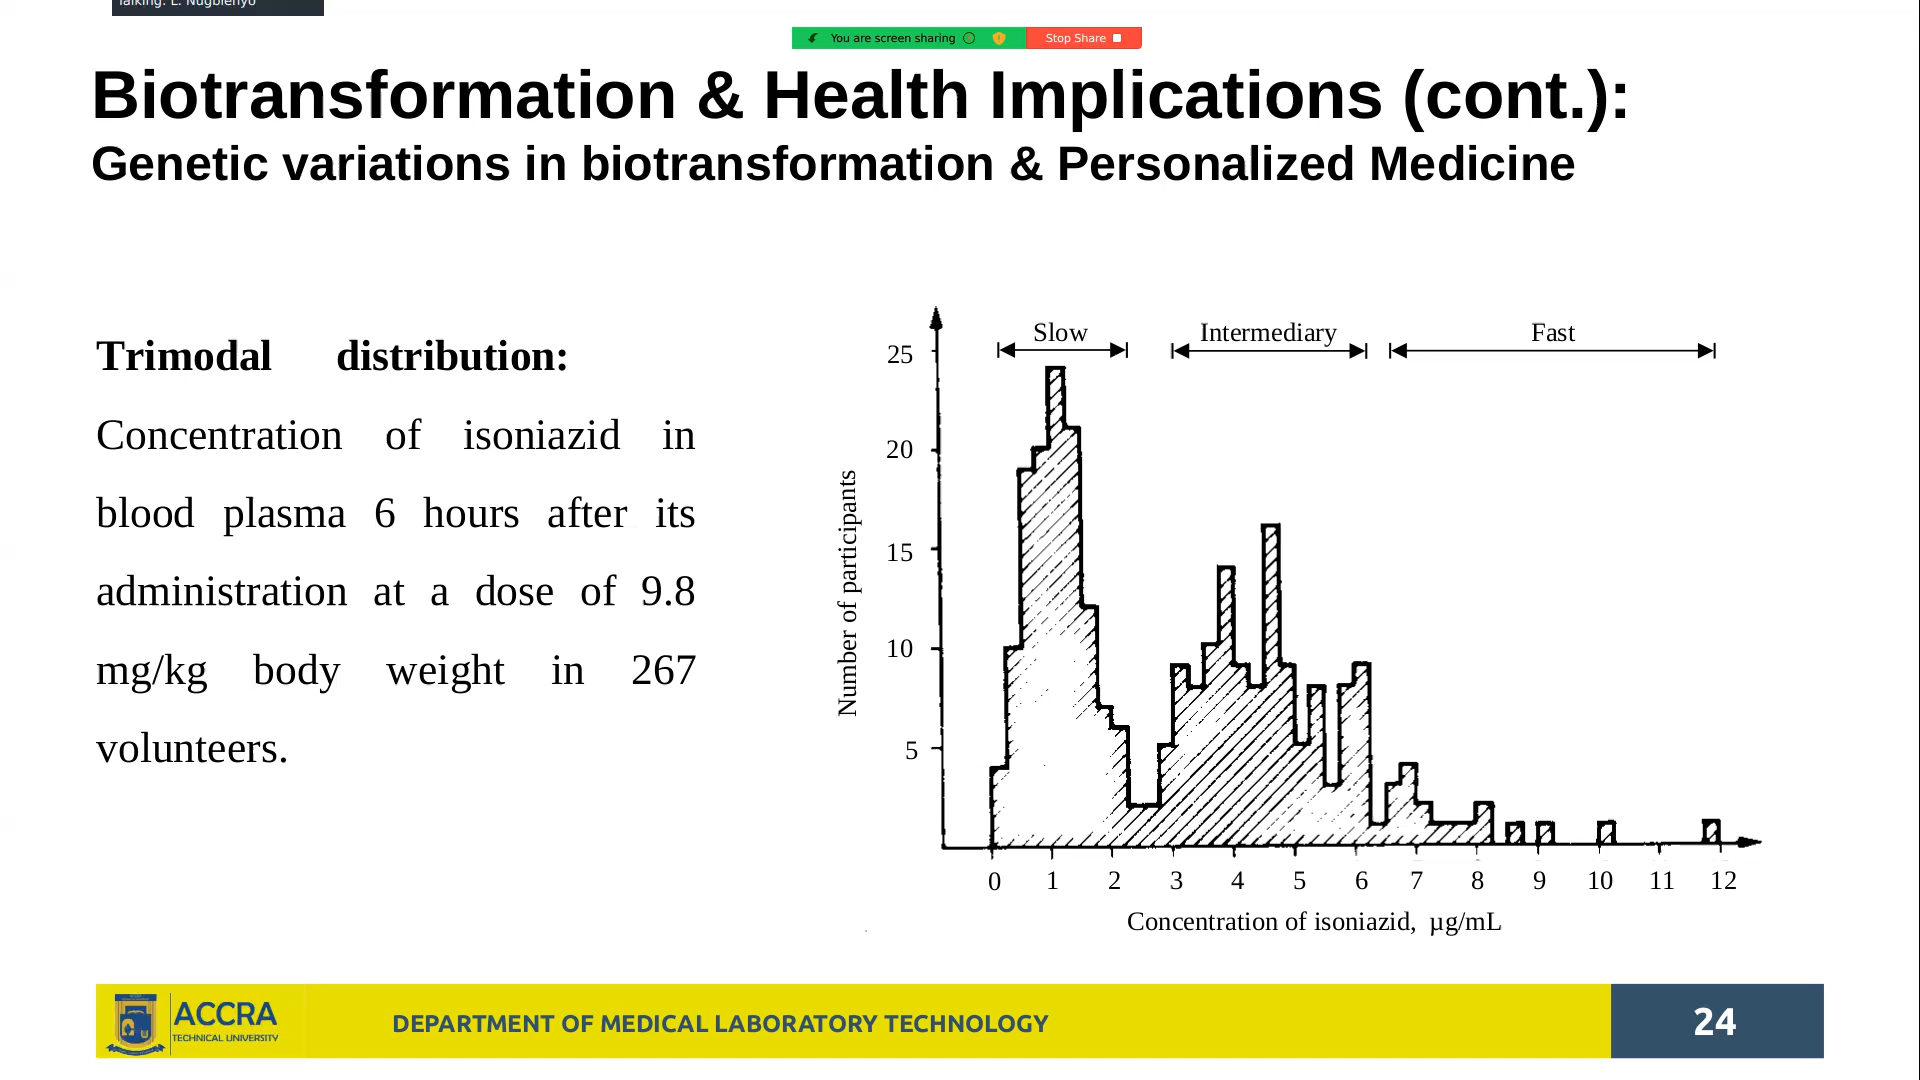 Talking: E. Nugbienyo
You are screen sharing
Stop Share
Biotransformation & Health Implications (cont.):
Genetic variations in biotransformation & Personalized Medicine
Trimodal distribution:
Concentration of isoniazid in
blood plasma 6 hours after its
administration at a dose of 9.8
mg/kg body weight in 267
volunteers.
Slow
Intermediary
Fast
25
20
15
10
5
Number of participants
0 1 2 3 4 5 6 7 8 9 10 11 12
Concentration of isoniazid, µg/mL
ACCRA
TECHNICAL UNIVERSITY
DEPARTMENT OF MEDICAL LABORATORY TECHNOLOGY
24